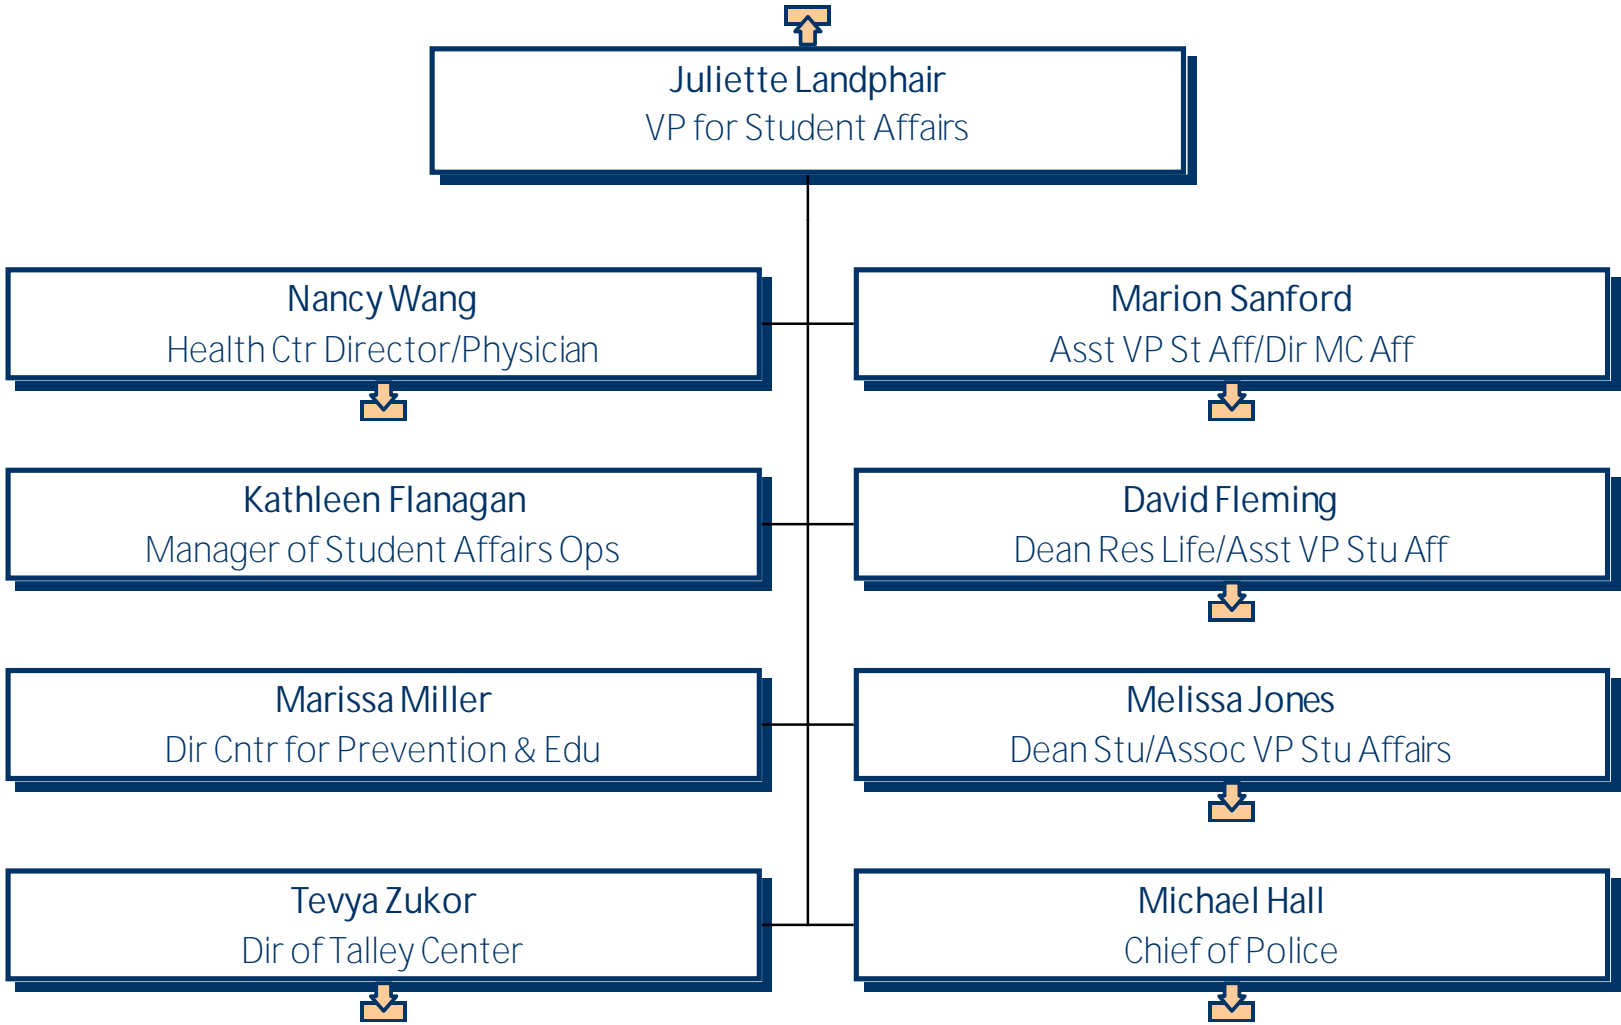 Juliette Landphair
VP for Student Affairs
Nancy Wang
Health Ctr Director/Physician
Marion Sanford
Asst VP St Aff/Dir MC Aff
Kathleen Flanagan
Manager of Student Affairs Ops
David Fleming
Dean Res Life/Asst VP Stu Aff
Marissa Miller
Dir Cntr for Prevention & Edu
Melissa Jones
Dean Stu/Assoc VP Stu Affairs
Tevya Zukor
Dir of Talley Center
Michael Hall
Chief of Police